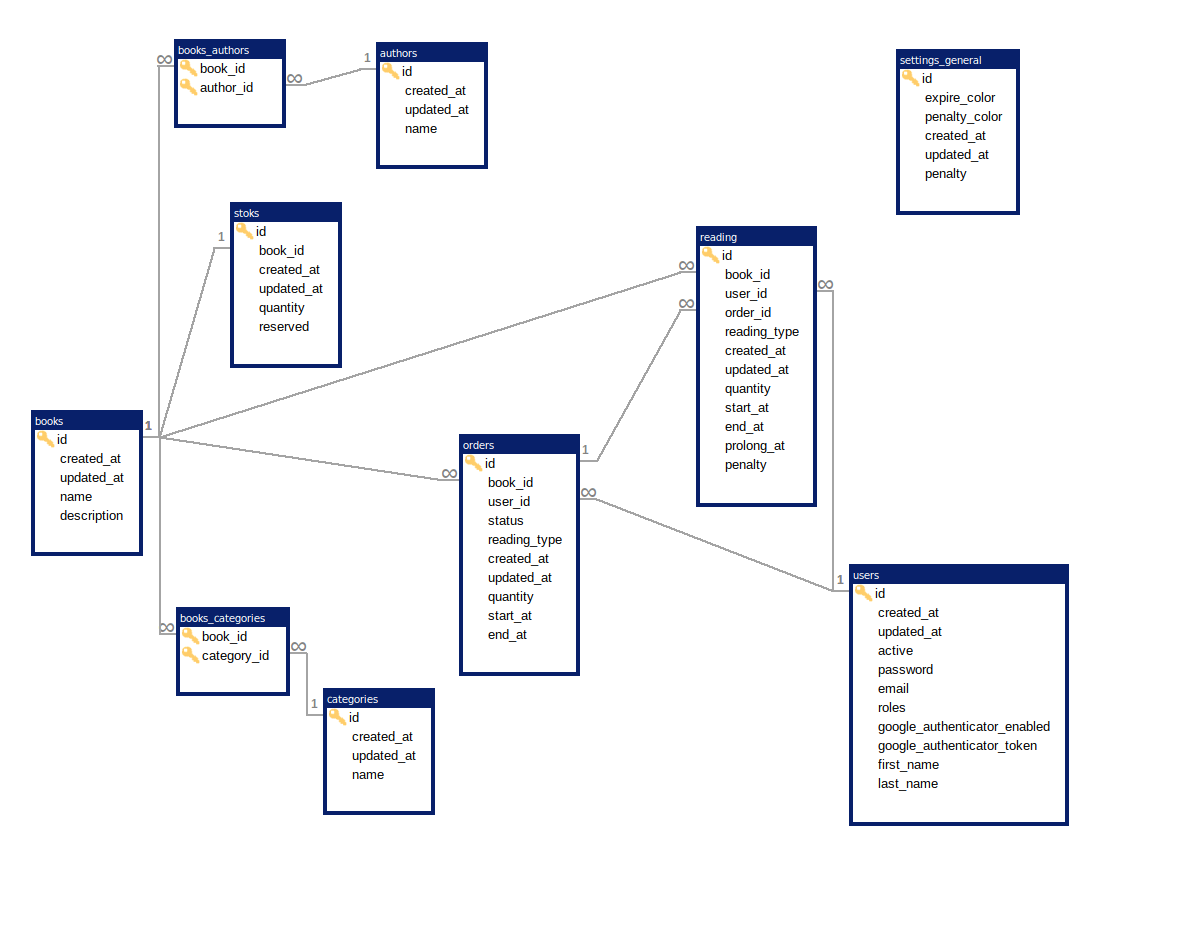 books_authors
book_id
author_id
∞
∞
1
authors
id
created_at
updated_at
name
settings_general
id
expire_color
penalty_color
created_at
updated_at
penalty
1
stoks
id
book_id
created_at
updated_at
quantity
reserved
∞
∞
reading
id
book_id
user_id
order_id
reading_type
created_at
updated_at
quantity
start_at
end_at
prolong_at
penalty
∞
books
id
created_at
updated_at
name
description
1
∞
orders
id
book_id
user_id
status
reading_type
created_at
updated_at
quantity
start_at
end_at
1
∞
1
users
id
created_at
updated_at
active
password
email
roles
google_authenticator_enabled
google_authenticator_token
first_name
last_name
∞
books_categories
book_id
category_id
∞
1
categories
id
created_at
updated_at
name